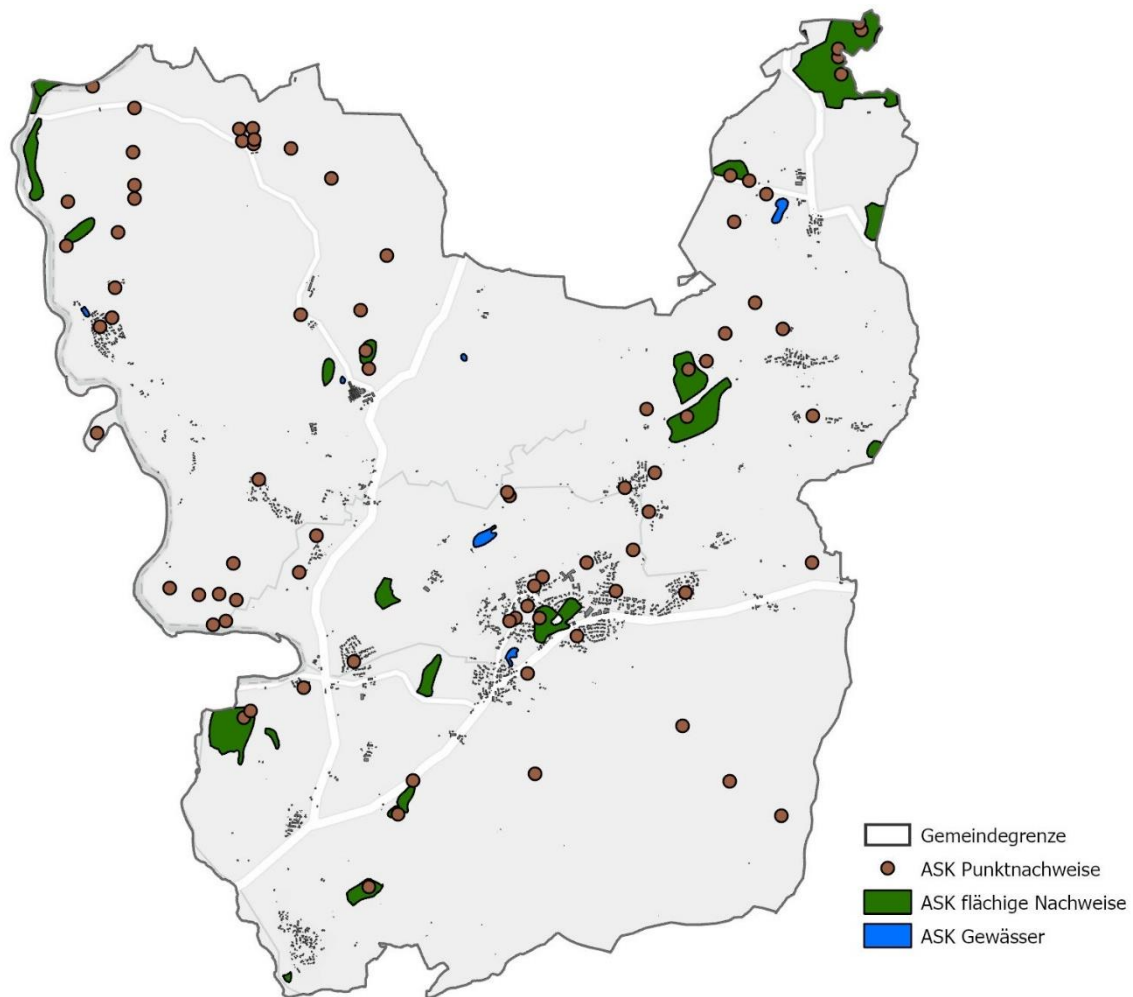 Gemeindegrenze
ASK Punktnachweise
ASK flächige Nachweise
ASK Gewässer